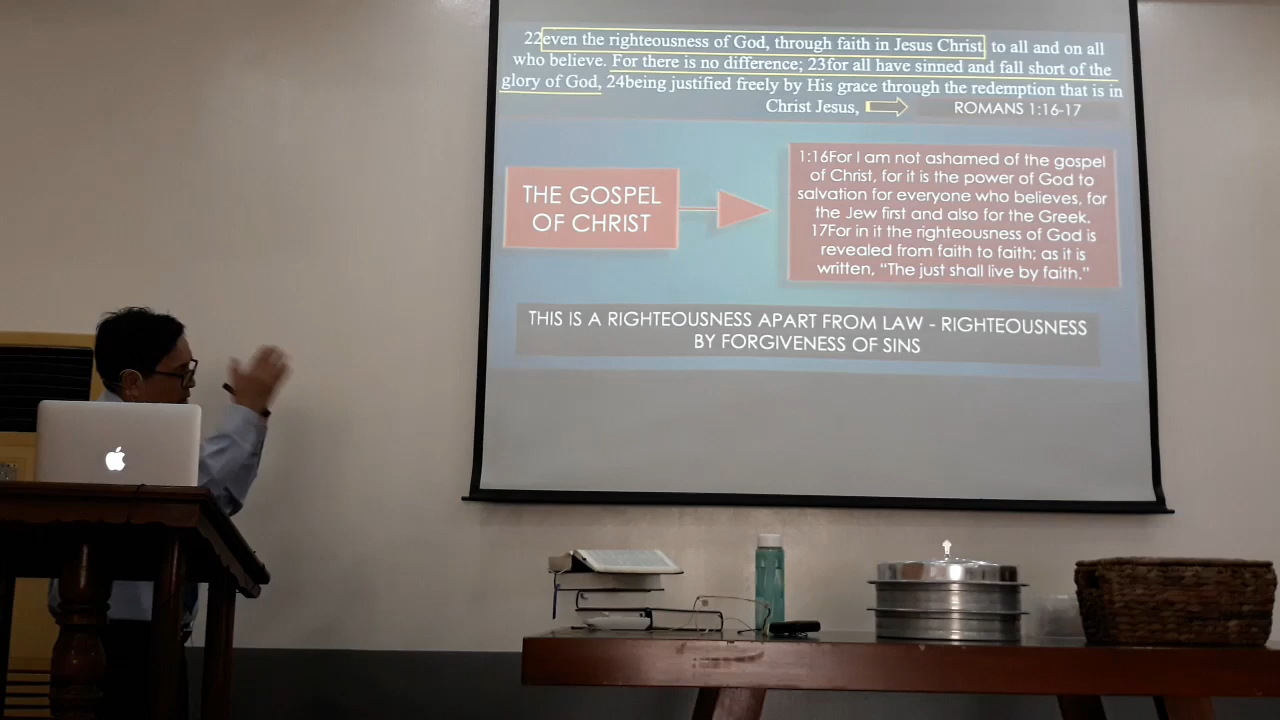 22even the righteousness of God, through faith in Jesus Christ, to all and on all
who believe. For there is no difference; 23for all have sinned and fall short of the
glory of God, 24being justified freely by His grace through the redemption that is in
Christ Jesus,
ROMANS 1:16-17
THE GOSPEL
OF CHRIST
1:16For I am not ashamed of the gospel
of Christ, for it is the power of God to
salvation for everyone who believes, for
the Jew first and also for the Greek.
17For in it the righteousness of God is
revealed from faith to faith; as it is
written, “The just shall live by faith.”
THIS IS A RIGHTEOUSNESS APART FROM LAW - RIGHTEOUSNESS
BY FORGIVENESS OF SINS